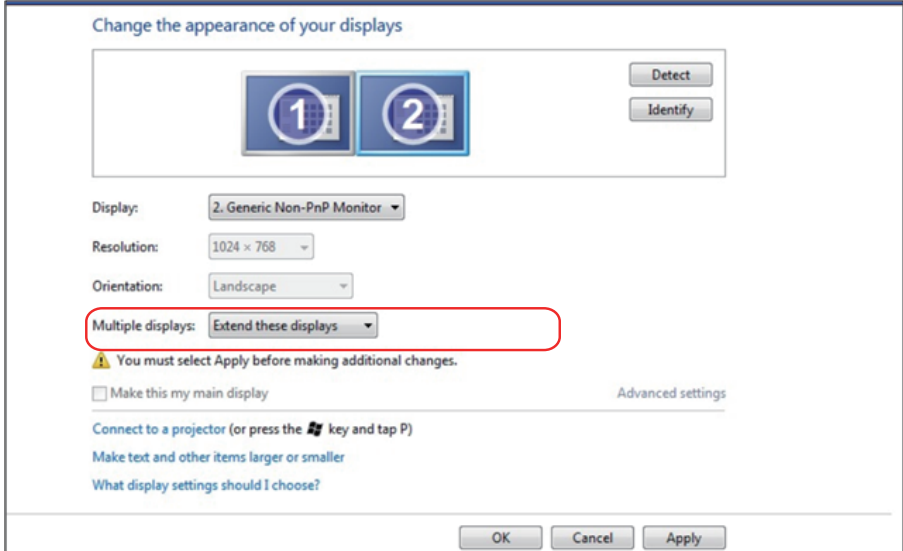 Change the appearance of your displays
1
2
Detect
Identify
Display: 2. Generic Non-PnP Monitor
Resolution: 1024 × 768
Orientation: Landscape
Multiple displays: Extend these displays
You must select Apply before making additional changes.
Make this my main display Advanced settings
Connect to a projector (or press the key and tap P)
Make text and other items larger or smaller
What display settings should I choose?
OK Cancel Apply